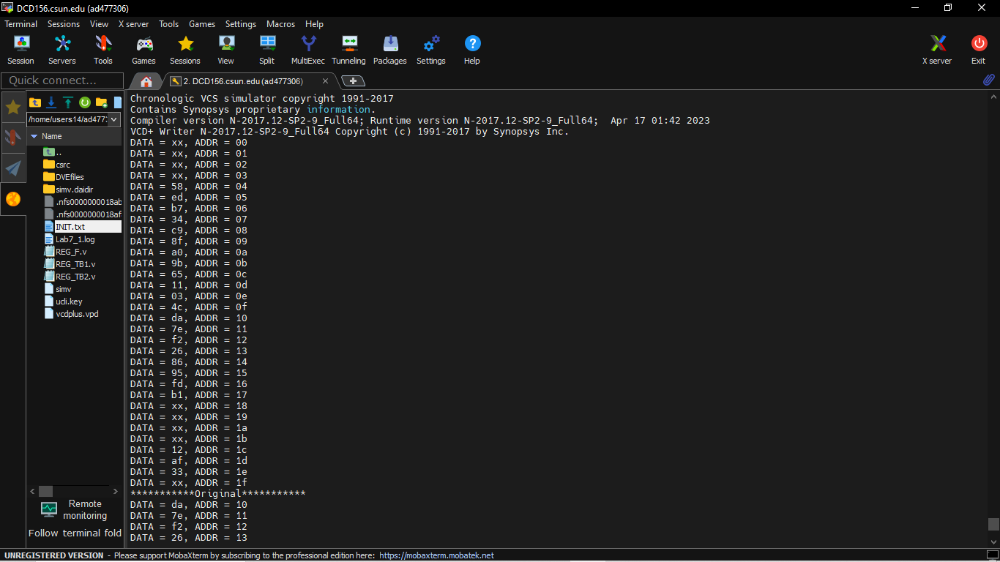 DCD156.csun.edu (ad477306)
Terminal Sessions View X server Tools Games Settings Macros Help
Session Servers Tools Games Sessions View Split MultiExec Tunneling Packages Settings Help X server Exit
Quick connect...
2. DCD156.csun.edu (ad477306)
/home/users14/ad477
Name
..
csrc
DVEfiles
simv.daidir
.nfs0000000018ab
.nfs0000000018af
INIT.txt
Lab7_1.log
REG_F.v
REG_TB1.v
REG_TB2.v
simv
ucli.key
vcdplus.vpd
Remote
monitoring
Follow terminal fold
Chronologic VCS simulator copyright 1991-2017
Contains Synopsys proprietary information.
Compiler version N-2017.12-SP2-9_Full64; Runtime version N-2017.12-SP2-9_Full64;  Apr 17 01:42 2023
VCD+ Writer N-2017.12-SP2-9_Full64 Copyright (c) 1991-2017 by Synopsys Inc.
DATA = xx, ADDR = 00
DATA = xx, ADDR = 01
DATA = xx, ADDR = 02
DATA = xx, ADDR = 03
DATA = 58, ADDR = 04
DATA = ed, ADDR = 05
DATA = b7, ADDR = 06
DATA = 34, ADDR = 07
DATA = c9, ADDR = 08
DATA = 8f, ADDR = 09
DATA = a0, ADDR = 0a
DATA = 9b, ADDR = 0b
DATA = 65, ADDR = 0c
DATA = 11, ADDR = 0d
DATA = 03, ADDR = 0e
DATA = 4c, ADDR = 0f
DATA = da, ADDR = 10
DATA = 7e, ADDR = 11
DATA = f2, ADDR = 12
DATA = 26, ADDR = 13
DATA = 86, ADDR = 14
DATA = 95, ADDR = 15
DATA = fd, ADDR = 16
DATA = b1, ADDR = 17
DATA = xx, ADDR = 18
DATA = xx, ADDR = 19
DATA = xx, ADDR = 1a
DATA = xx, ADDR = 1b
DATA = 12, ADDR = 1c
DATA = af, ADDR = 1d
DATA = 33, ADDR = 1e
DATA = xx, ADDR = 1f
***********Original***********
DATA = da, ADDR = 10
DATA = 7e, ADDR = 11
DATA = f2, ADDR = 12
DATA = 26, ADDR = 13
UNREGISTERED VERSION - Please support MobaXterm by subscribing to the professional edition here: https://mobaxterm.mobatek.net